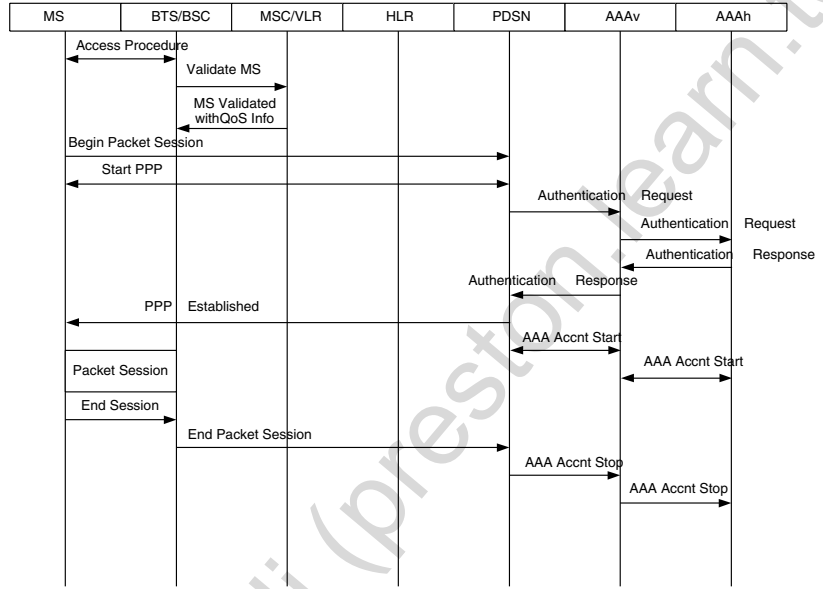 MS BTS/BSC MSC/VLR HLR PDSN AAAv AAAh
Access Procedure
Validate MS
MS Validated
withQoS Info
Begin Packet Session
Start PPP
Authentication Request
Authentication Request
Authentication Response
Authentication Response
PPP Established
AAA Accnt Start
AAA Accnt Start
Packet Session
End Session
End Packet Session
AAA Accnt Stop
AAA Accnt Stop
(preston.learn.t